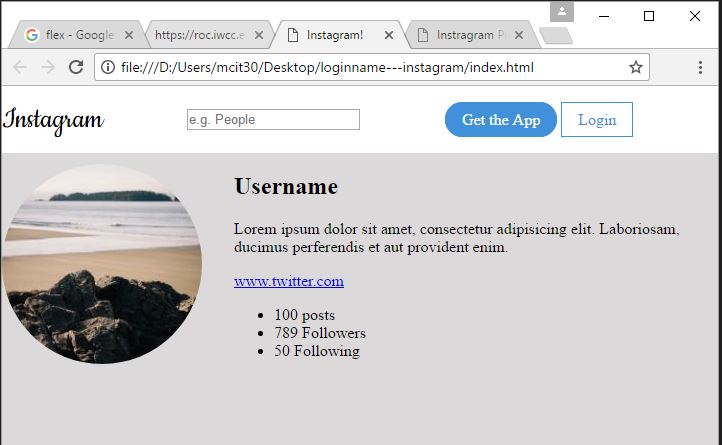 flex - Google
https://roc.iwcc.e
Instagram!
Instragram P
file:///D:/Users/mcit30/Desktop/loginname---instagram/index.html
Instagram
e.g. People
Get the App
Login
Username
Lorem ipsum dolor sit amet, consectetur adipisicing elit. Laboriosam,
ducimus perferendis et aut provident enim.
www.twitter.com
100 posts
789 Followers
50 Following